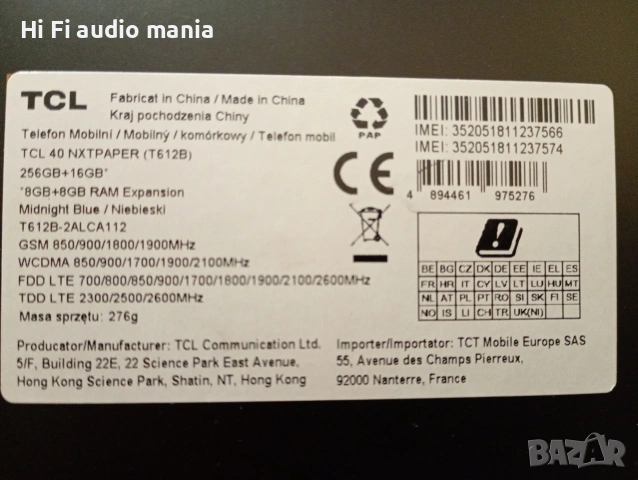 Hi Fi audio mania
TCL
Fabricat in China / Made in China
Kraj pochodzenia Chiny
Telefon Mobilni / Mobilný / komórkowy / Telefon mobil
TCL 40 NXTPAPER (T612B)
256GB+16GB*
*8GB+8GB RAM Expansion
Midnight Blue / Niebieski
T612B-2ALCA112
GSM 850/900/1800/1900MHz
WCDMA 850/900/1700/1900/2100MHz
FDD LTE 700/800/850/900/1700/1800/1900/2100/2600MHz
TDD LTE 2300/2500/2600MHz
Masa sprzętu: 276g
PAP
CE
IMEI: 352051811237566
IMEI: 352051811237574
4 894461 975276
BE BG CZ DK DE EE IE EL ES
FR HR IT CY LV LT LU HU MT
NL AT PL PT RO SI SK FI SE
NO IS LI CH TR UK(NI)
Producator/Manufacturer: TCL Communication Ltd.
5/F, Building 22E, 22 Science Park East Avenue,
Hong Kong Science Park, Shatin, NT, Hong Kong
Importer/Importator: TCT Mobile Europe SAS
55, Avenue des Champs Pierreux,
92000 Nanterre, France
BAZAR